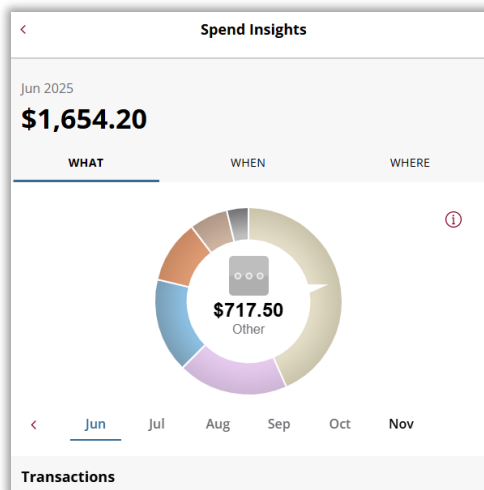 Spend Insights
Jun 2025
$1,654.20
WHAT WHEN WHERE
$717.50
Other
Jun Jul Aug Sep Oct Nov
Transactions